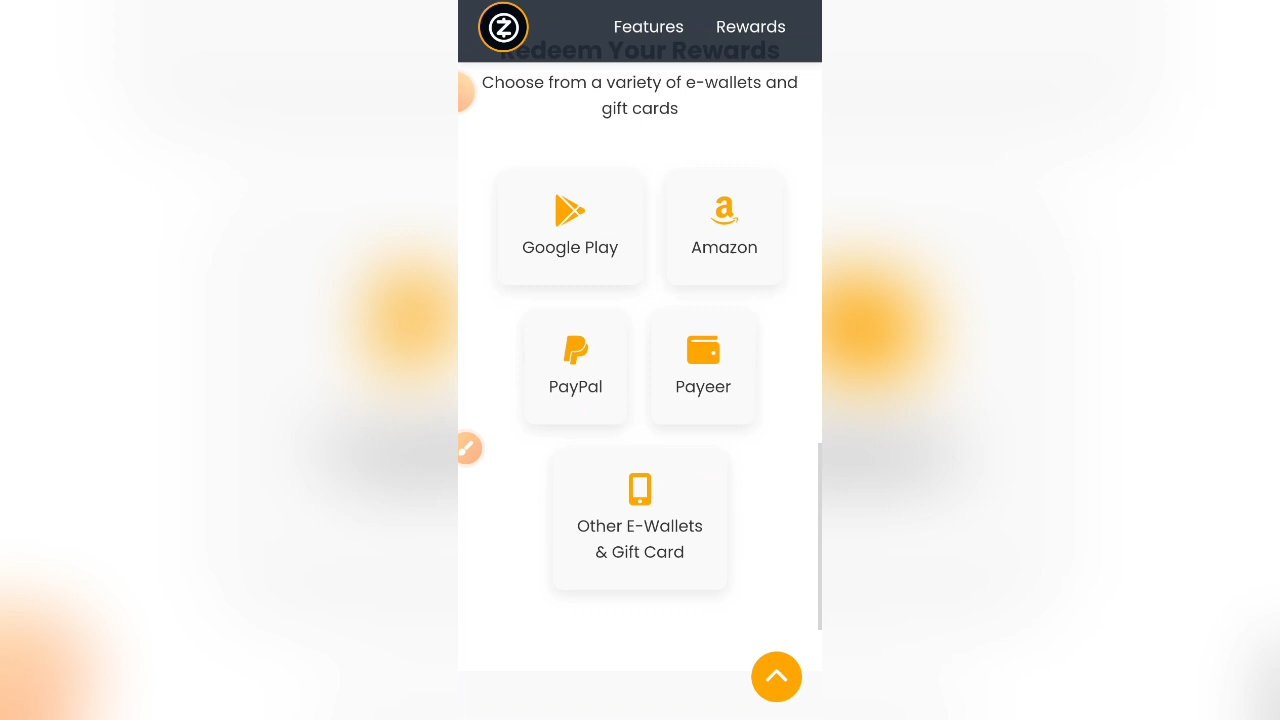 Features Rewards
Redeem Your Rewards
Choose from a variety of e-wallets and
gift cards
Google Play
Amazon
PayPal
Payeer
Other E-Wallets
& Gift Card